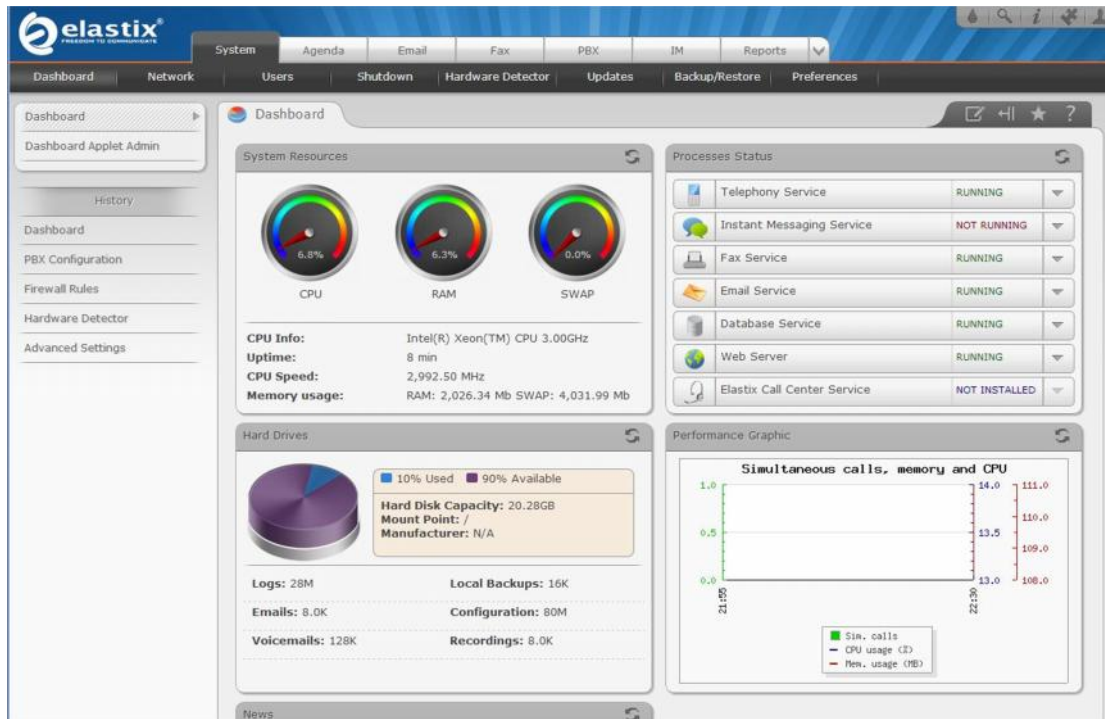 elastix®
FREEDOM TO COMMUNICATE
System Agenda Email Fax PBX IM Reports
Dashboard Network Users Shutdown Hardware Detector Updates Backup/Restore Preferences
Dashboard
Dashboard Applet Admin
History
Dashboard
PBX Configuration
Firewall Rules
Hardware Detector
Advanced Settings
Dashboard
?
System Resources
6.8% 6.3% 0.0%
CPU RAM SWAP
CPU Info: Intel(R) Xeon(TM) CPU 3.00GHz
Uptime: 8 min
CPU Speed: 2,992.50 MHz
Memory usage: RAM: 2,026.34 Mb SWAP: 4,031.99 Mb
Processes Status
Telephony Service RUNNING
Instant Messaging Service NOT RUNNING
Fax Service RUNNING
Email Service RUNNING
Database Service RUNNING
Web Server RUNNING
Elastix Call Center Service NOT INSTALLED
Hard Drives
10% Used 90% Available
Hard Disk Capacity: 20.28GB
Mount Point: /
Manufacturer: N/A
Logs: 28M Local Backups: 16K
Emails: 8.0K Configuration: 80M
Voicemails: 128K Recordings: 8.0K
Performance Graphic
Simultaneous calls, memory and CPU
1.0 14.0 111.0
110.0
0.5 13.5
109.0
0.0 13.0 108.0
21:55 22:30
Sim. calls
CPU usage (%)
Mem. usage (MB)
News